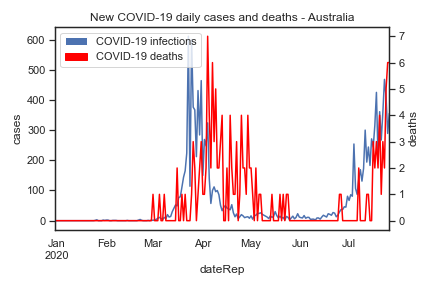 New COVID-19 daily cases and deaths - Australia
COVID-19 infections
COVID-19 deaths
600
500
400
300
200
100
0
cases
7
6
5
4
3
2
1
0
deaths
Jan Feb Mar Apr May Jun Jul
2020
dateRep